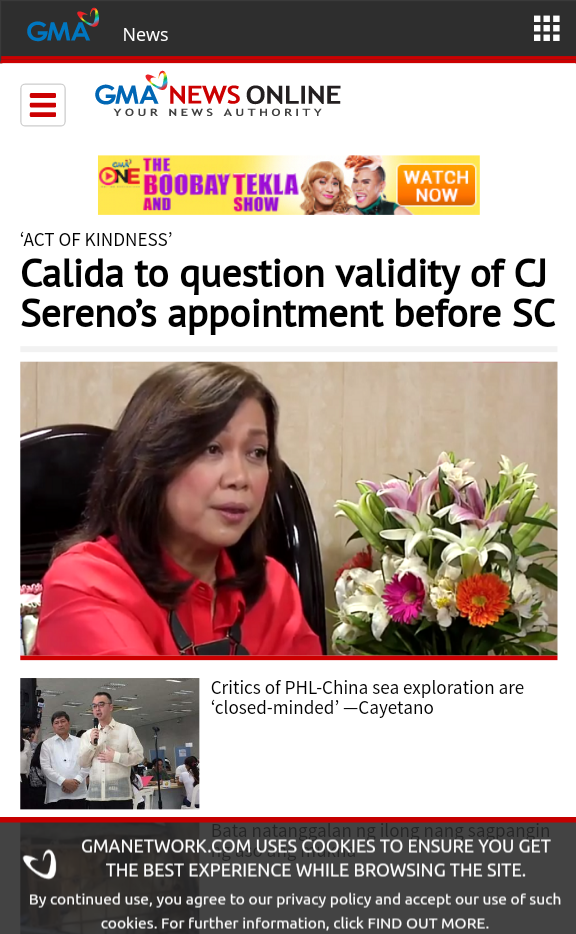 GMA News
GMA NEWS ONLINE
YOUR NEWS AUTHORITY
GMA ONE
THE
BOOBAY TEKLA
AND SHOW
WATCH
NOW
‘ACT OF KINDNESS’
Calida to question validity of CJ
Sereno’s appointment before SC
Critics of PHL-China sea exploration are
‘closed-minded’ —Cayetano
Bata natanggalan ng ilong nang sagpangin
ng aso ang mukha
GMANETWORK.COM USES COOKIES TO ENSURE YOU GET
THE BEST EXPERIENCE WHILE BROWSING THE SITE.
By continued use, you agree to our privacy policy and accept our use of such
cookies. For further information, click FIND OUT MORE.